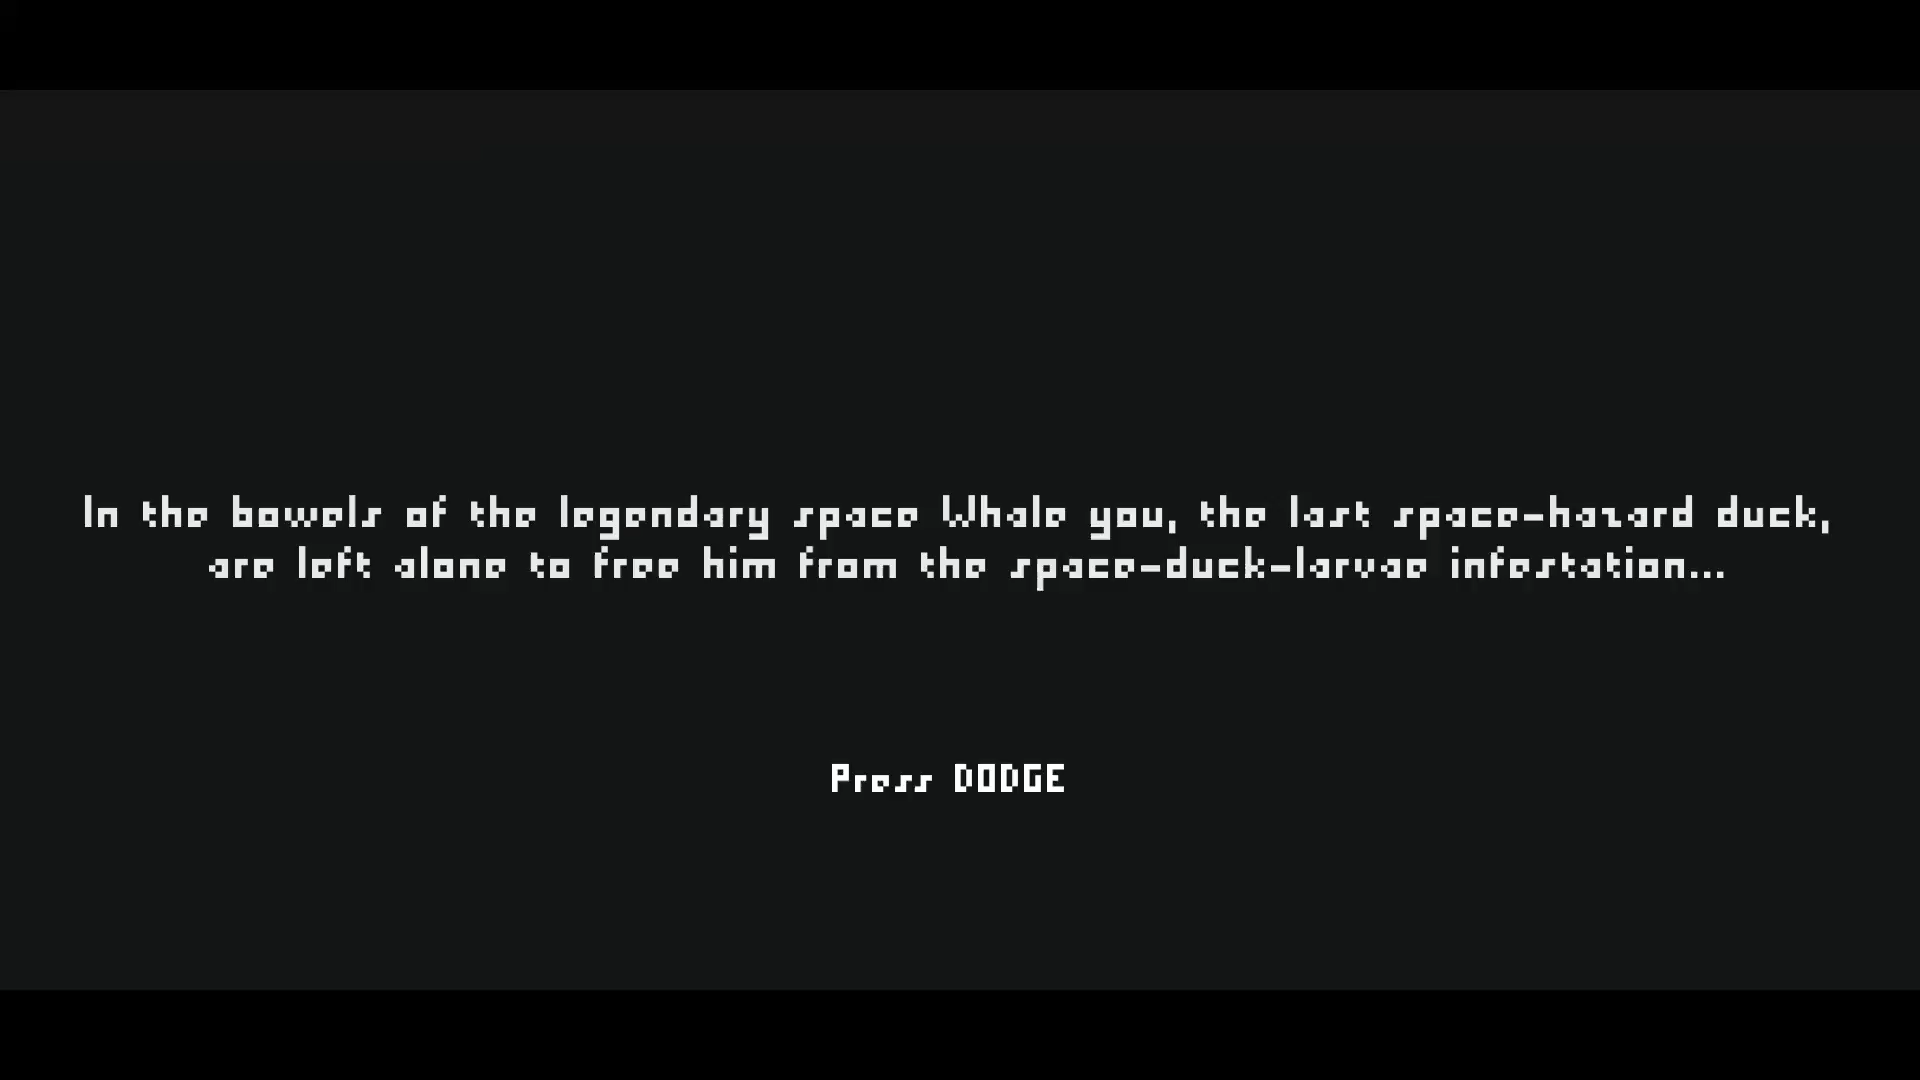 In the bowels of the legendary space Whale you, the last space-hazard duck,
are left alone to free him from the space-duck-larvae infestation...
Press DODGE